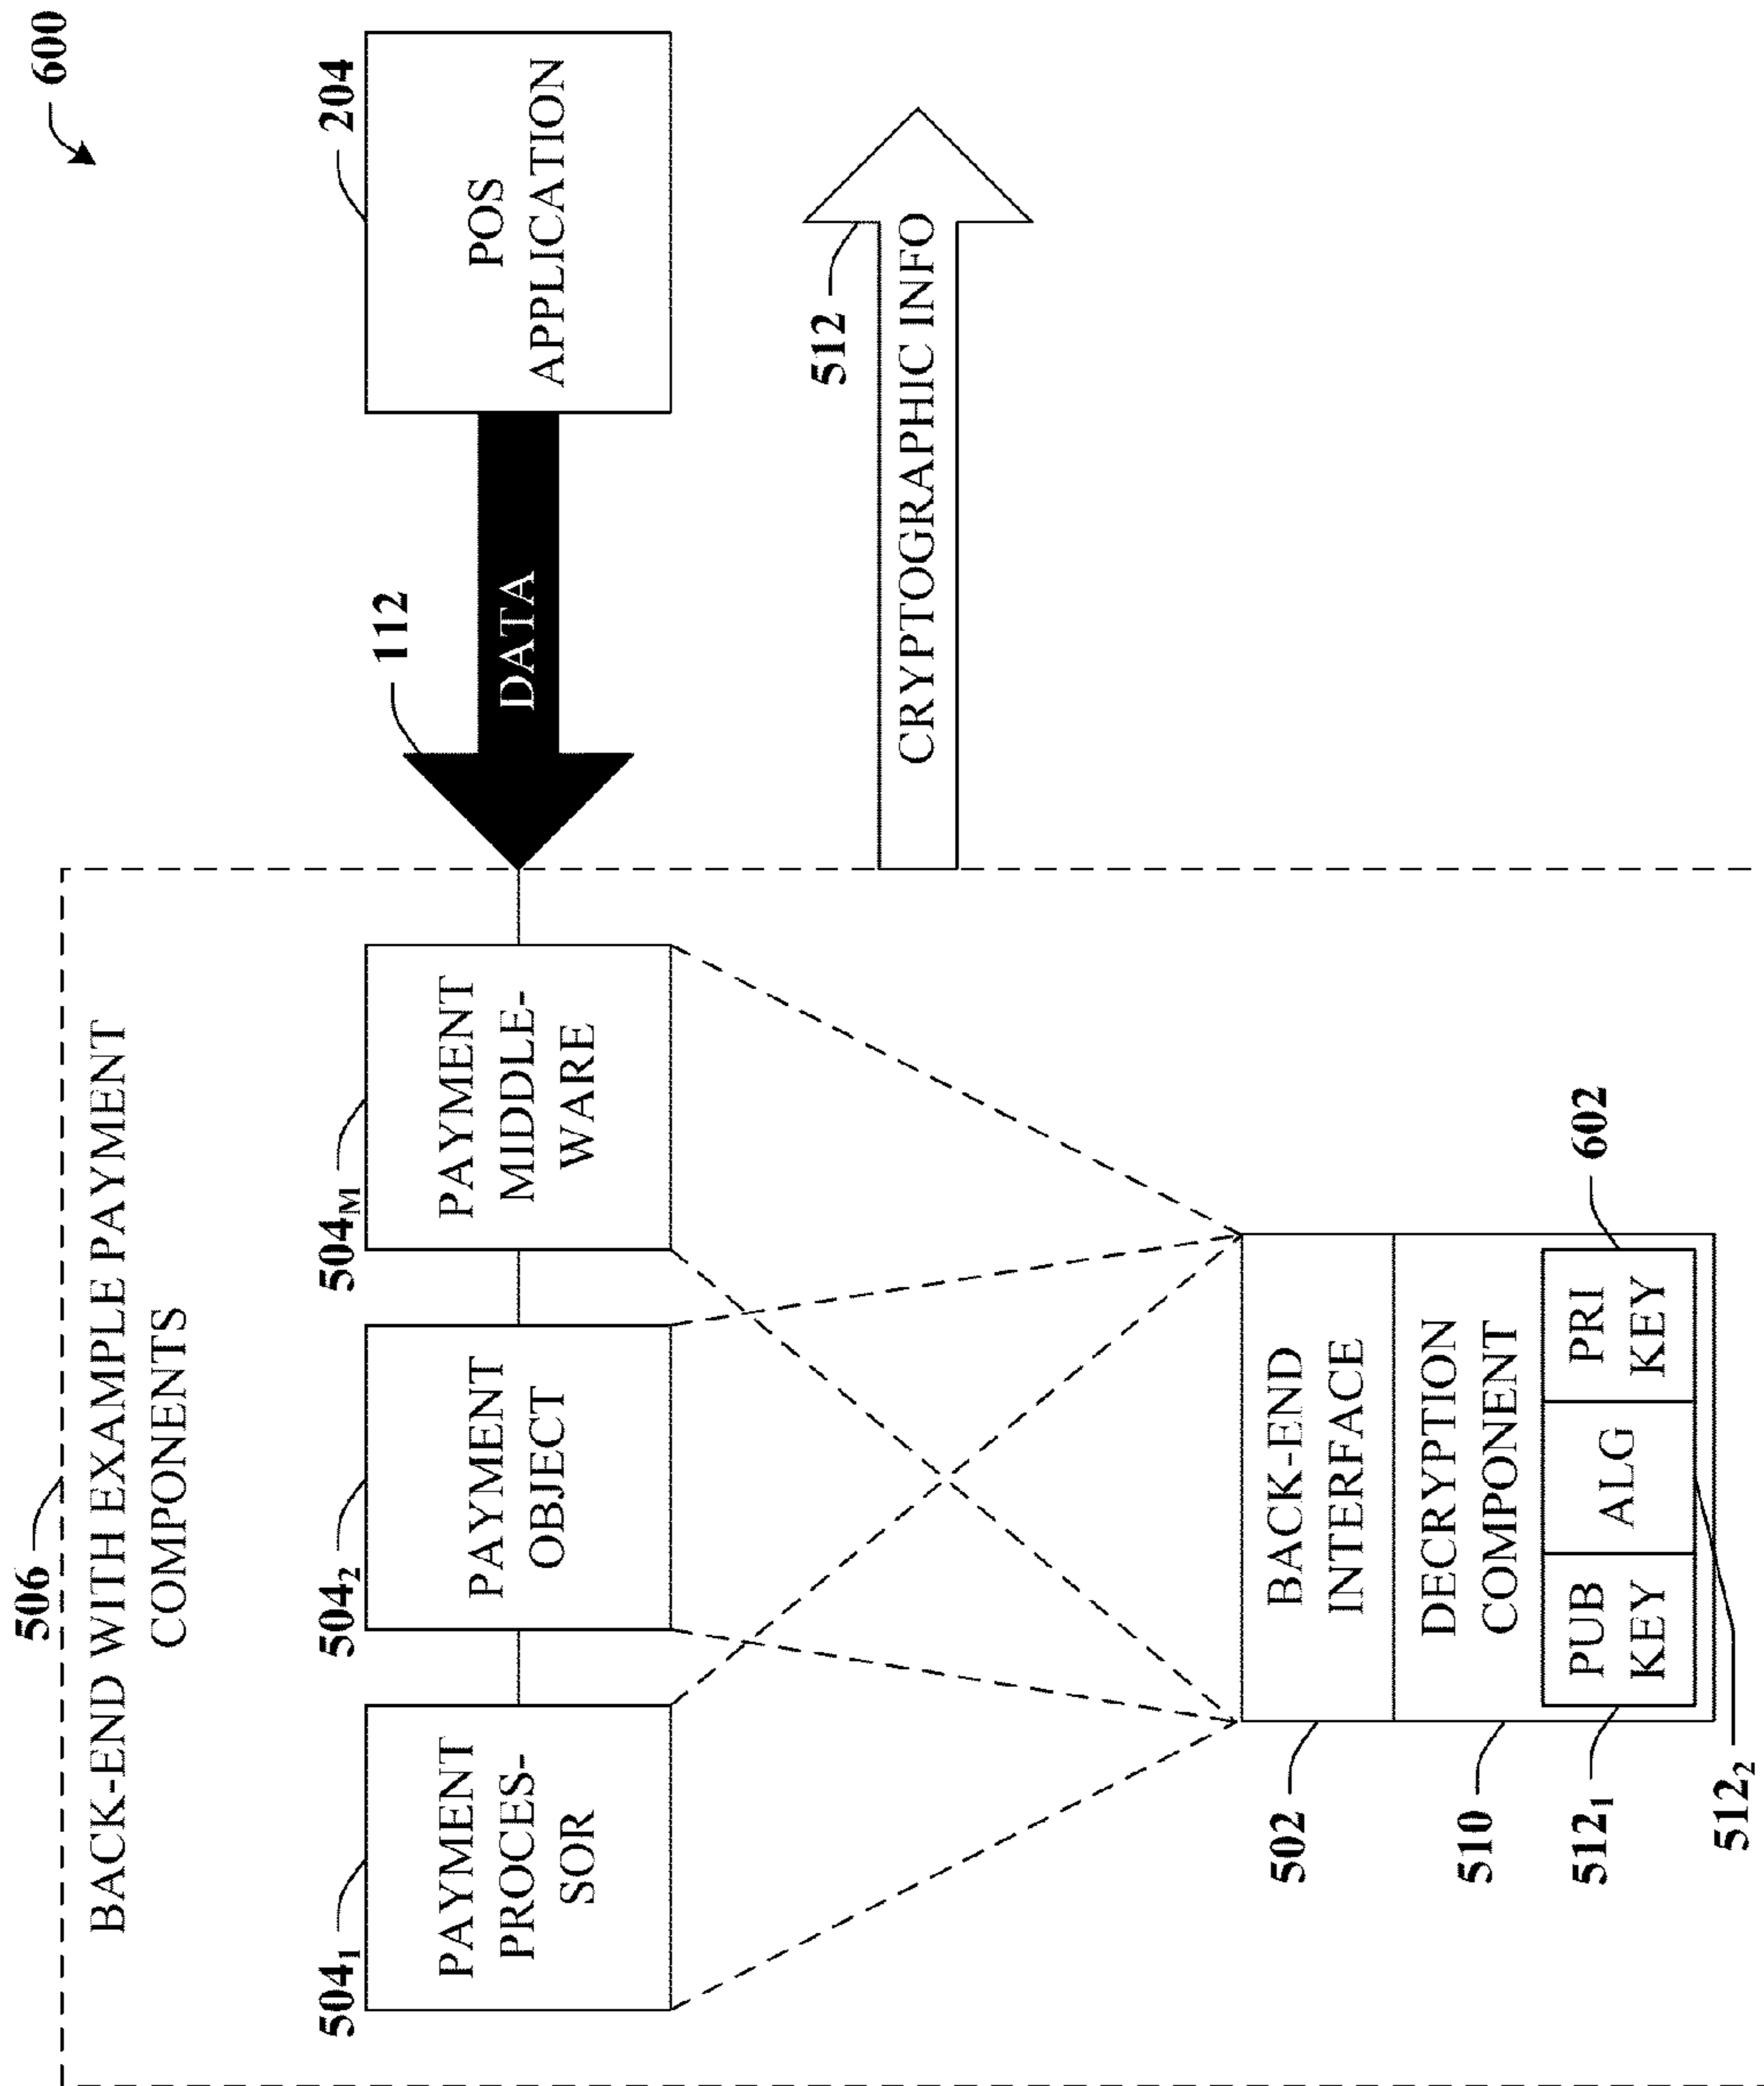 600
506
BACK-END WITH EXAMPLE PAYMENT
COMPONENTS
504₁
PAYMENT
PROCES-
SOR
504₂
PAYMENT
OBJECT
504M
PAYMENT
MIDDLE-
WARE
112
DATA
204
POS
APPLICATION
512
CRYPTOGRAPHIC INFO
502
BACK-END
INTERFACE
510
DECRYPTION
COMPONENT
512₁
PUB
KEY
ALG
PRI
KEY
602
512₂